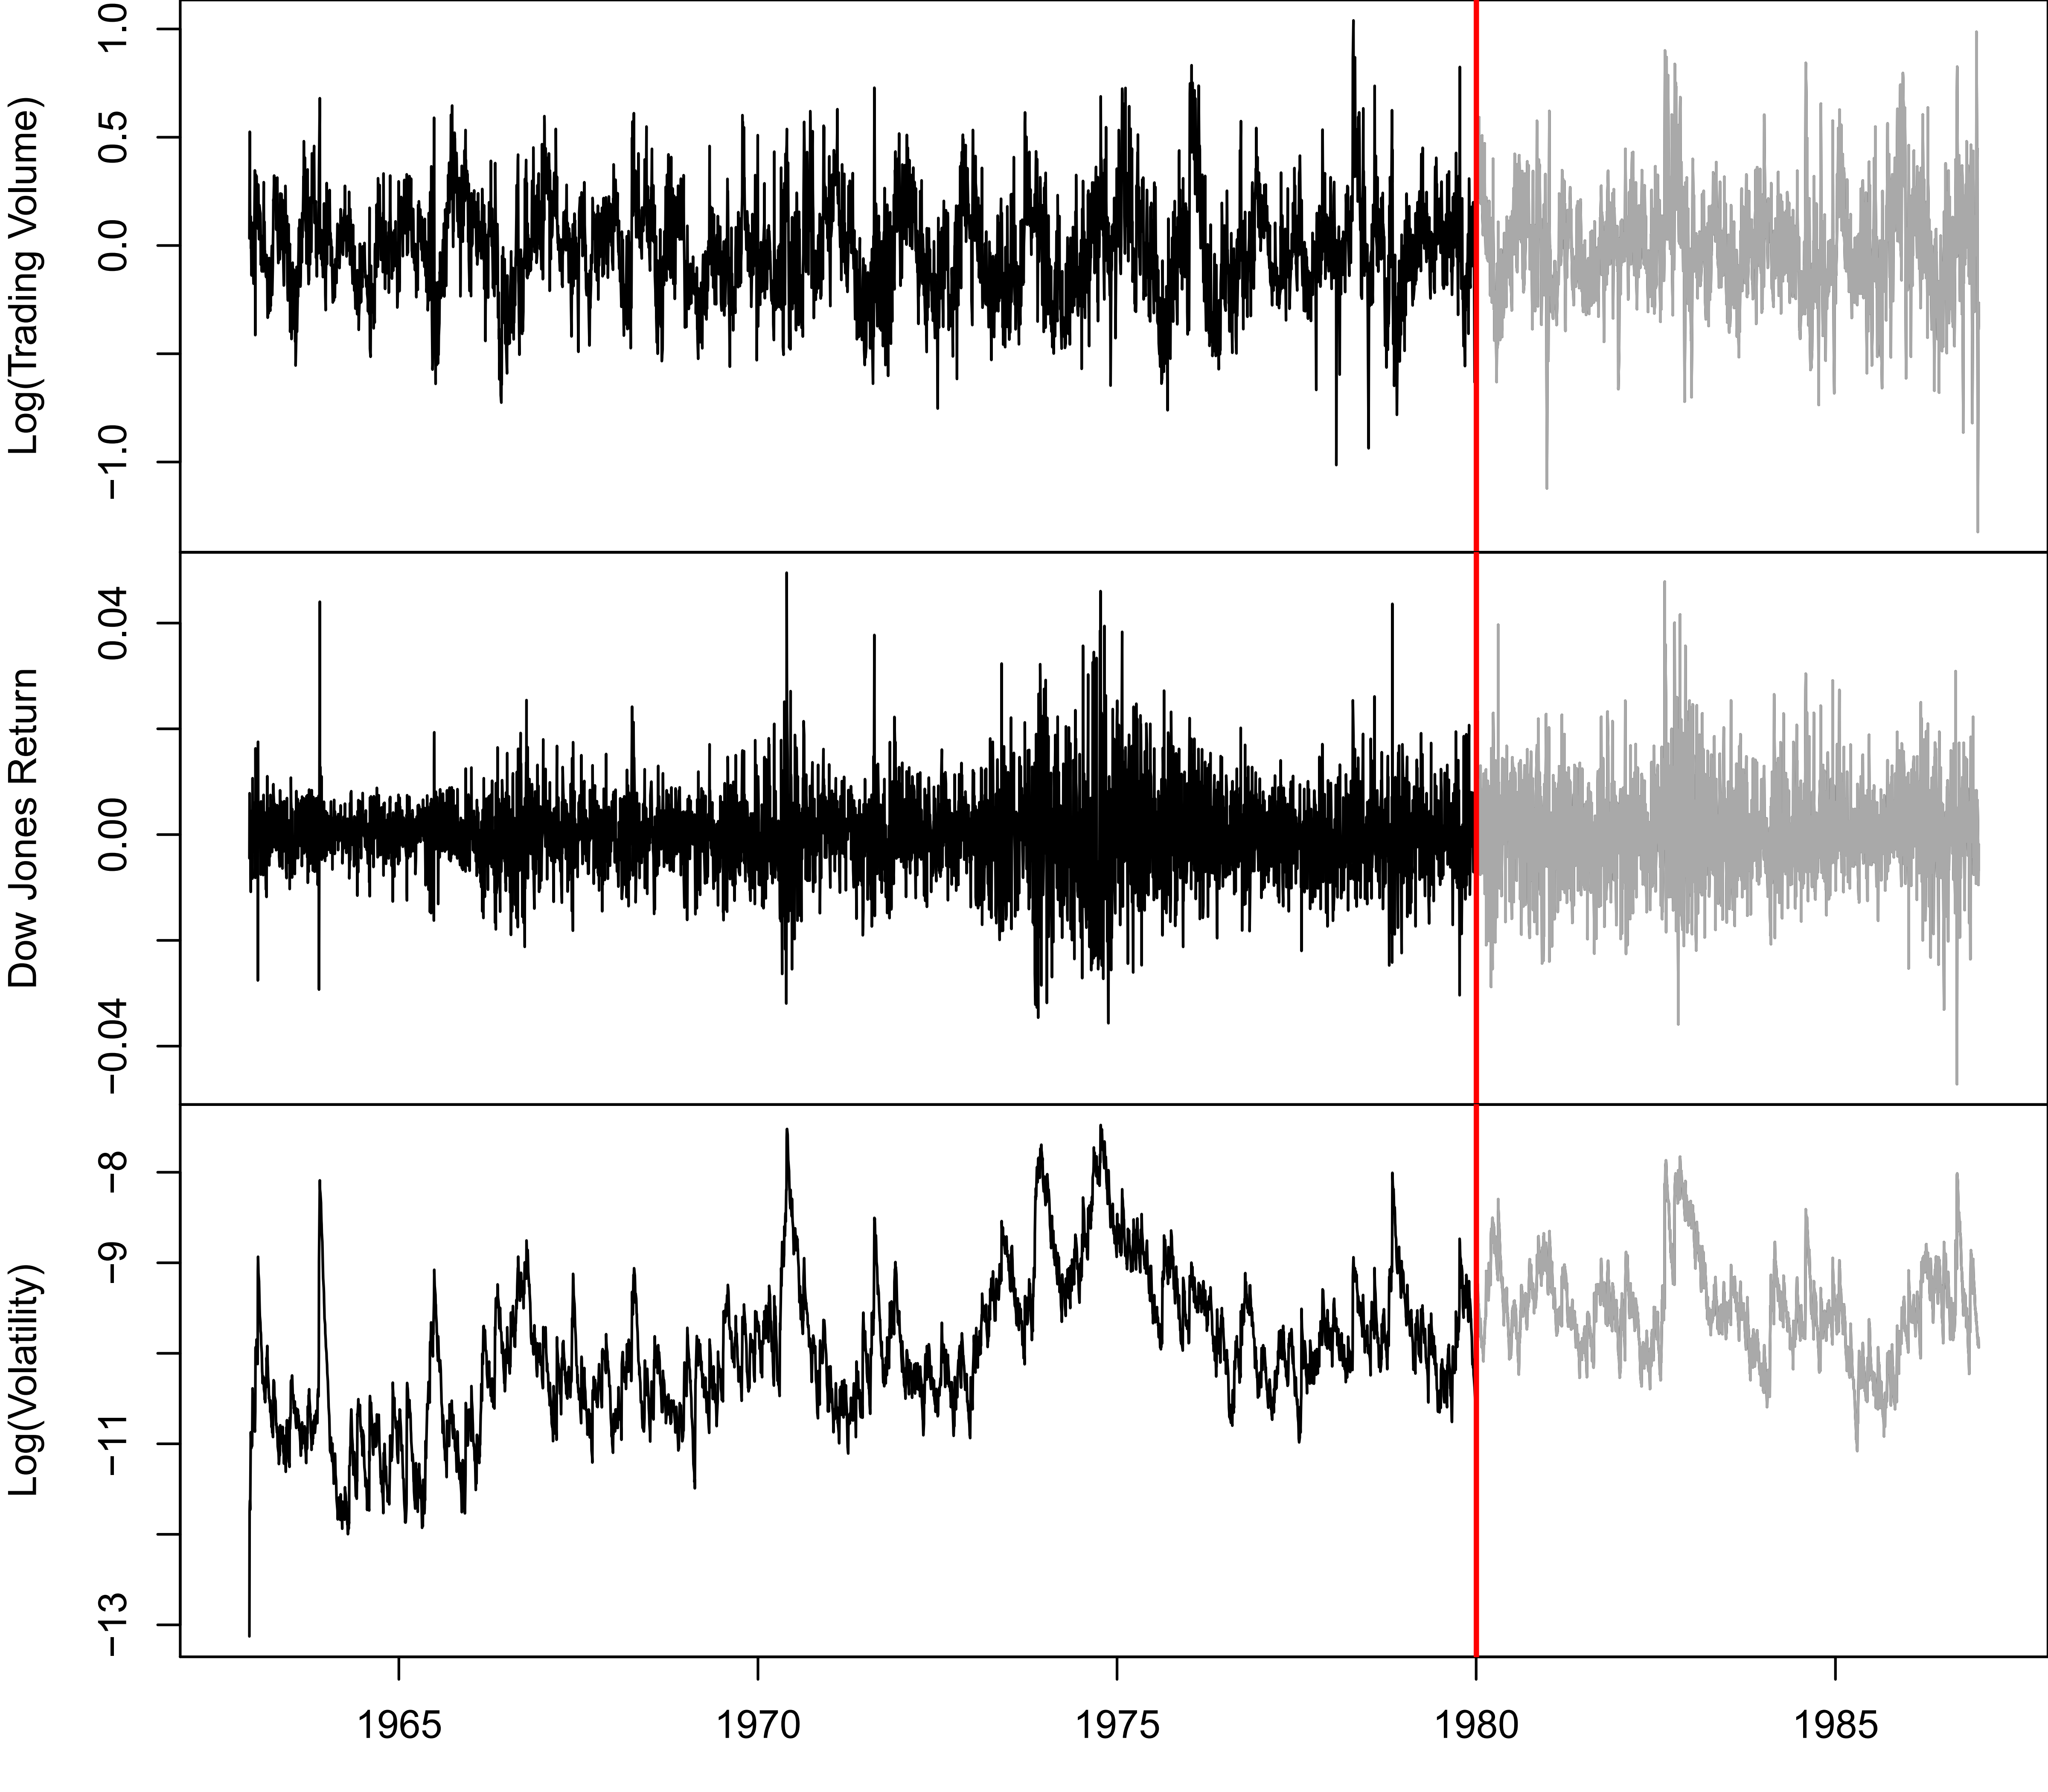 Log(Trading Volume)
1.0
0.5
0.0
−1.0
Dow Jones Return
0.04
0.00
−0.04
Log(Volatility)
−8
−9
−11
−13
1965 1970 1975 1980 1985